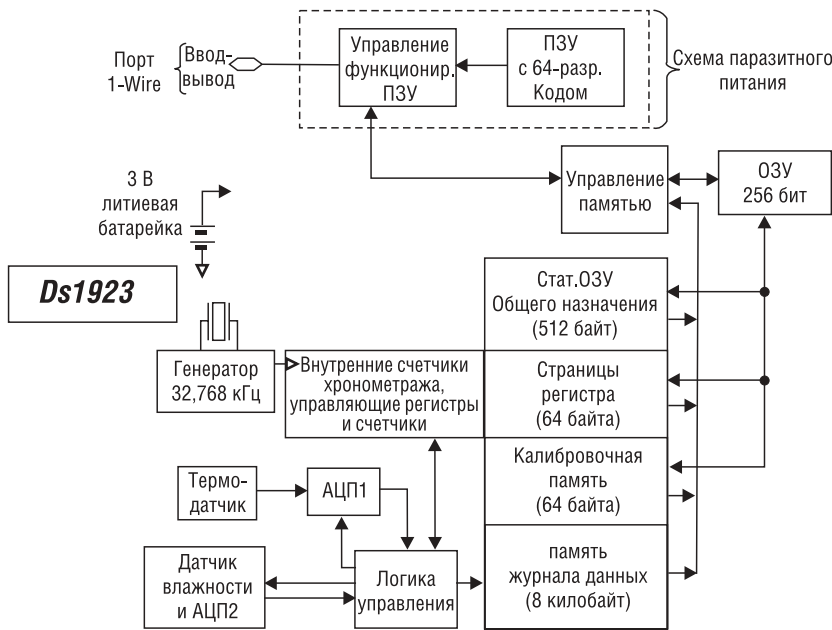 Порт
1-Wire
Ввод-
вывод
Управление
функционир.
ПЗУ
ПЗУ
с 64-разр.
Кодом
Схема паразитного
питания
3 В
литиевая
батарейка
Управление
памятью
ОЗУ
256 бит
Ds1923
Стат.ОЗУ
Общего назначения
(512 байт)
Генератор
32,768 кГц
Внутренние счетчики
хронометража,
управляющие регистры
и счетчики
Страницы
регистра
(64 байта)
Калибровочная
память
(64 байта)
Термо-
датчик
АЦП1
Датчик
влажности
и АЦП2
Логика
управления
память
журнала данных
(8 килобайт)